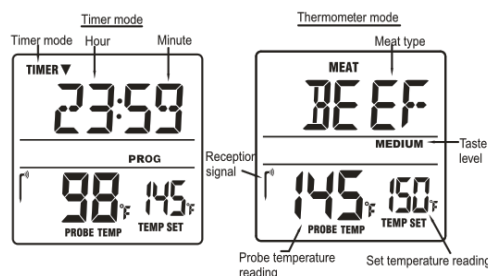 Timer mode
Timer mode
Hour
Minute
TIMER▼
23:59
PROG
98°F
PROBE TEMP
145°F
TEMP SET
Thermometer mode
Meat type
MEAT
BEEF
MEDIUM
Taste level
Reception signal
145°F
PROBE TEMP
150°F
TEMP SET
Probe temperature reading
Set temperature reading